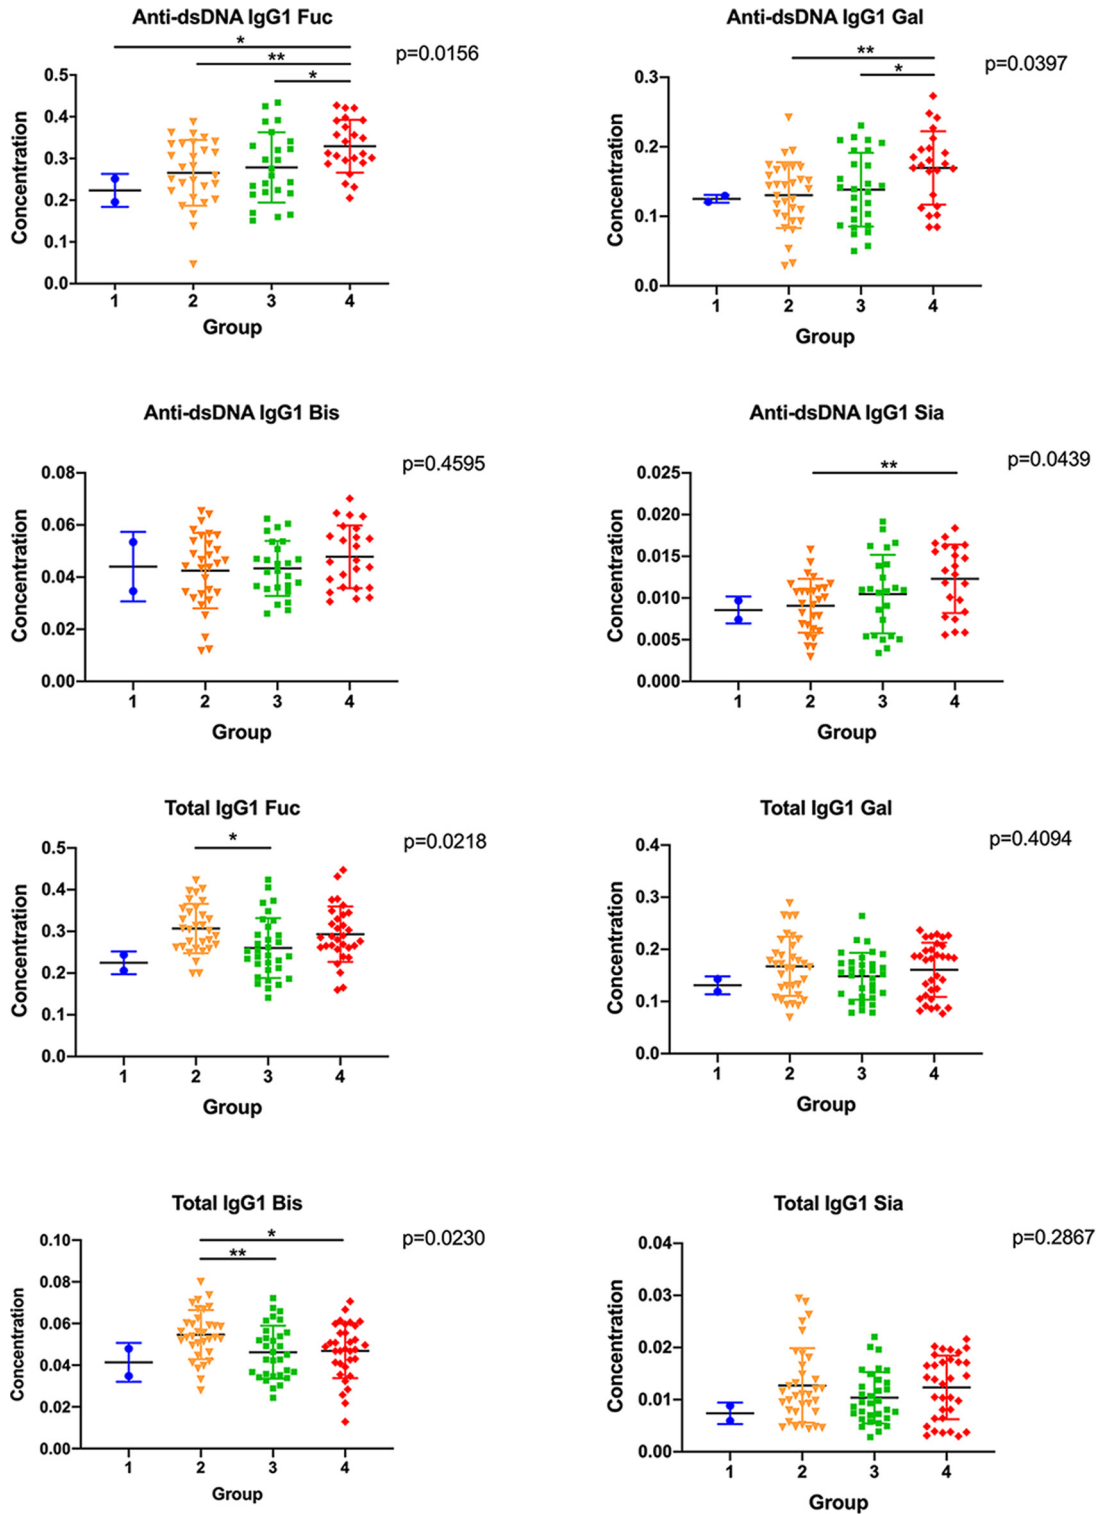 Anti-dsDNA IgG1 Fuc
p=0.0156
*
**
*
0.5
0.4
0.3
0.2
0.1
0.0
Concentration
1 2 3 4
Group
Anti-dsDNA IgG1 Gal
p=0.0397
**
*
0.3
0.2
0.1
0.0
Concentration
1 2 3 4
Group
Anti-dsDNA IgG1 Bis
p=0.4595
0.08
0.06
0.04
0.02
0.00
Concentration
1 2 3 4
Group
Anti-dsDNA IgG1 Sia
p=0.0439
**
0.025
0.020
0.015
0.010
0.005
0.000
Concentration
1 2 3 4
Group
Total IgG1 Fuc
p=0.0218
*
0.5
0.4
0.3
0.2
0.1
0.0
Concentration
1 2 3 4
Group
Total IgG1 Gal
p=0.4094
0.4
0.3
0.2
0.1
0.0
Concentration
1 2 3 4
Group
Total IgG1 Bis
p=0.0230
*
**
0.10
0.08
0.06
0.04
0.02
0.00
Concentration
1 2 3 4
Group
Total IgG1 Sia
p=0.2867
0.04
0.03
0.02
0.01
0.00
Concentration
1 2 3 4
Group